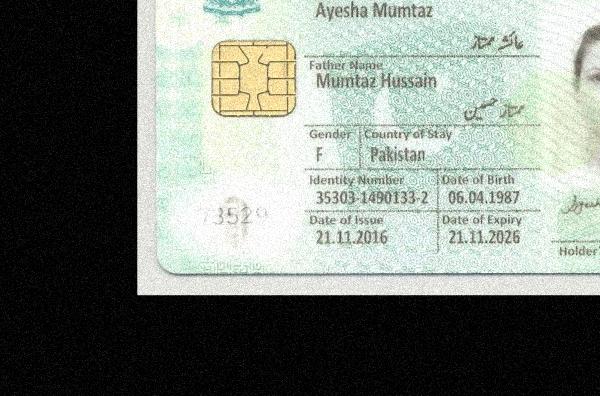 Ayesha Mumtaz
عائشہ ممتاز
Father Name
Mumtaz Hussain
ممتاز حسین
Gender Country of Stay
F Pakistan
Identity Number Date of Birth
35303-1490133-2 06.04.1987
73529
Date of Issue Date of Expiry
21.11.2016 21.11.2026
Holder'